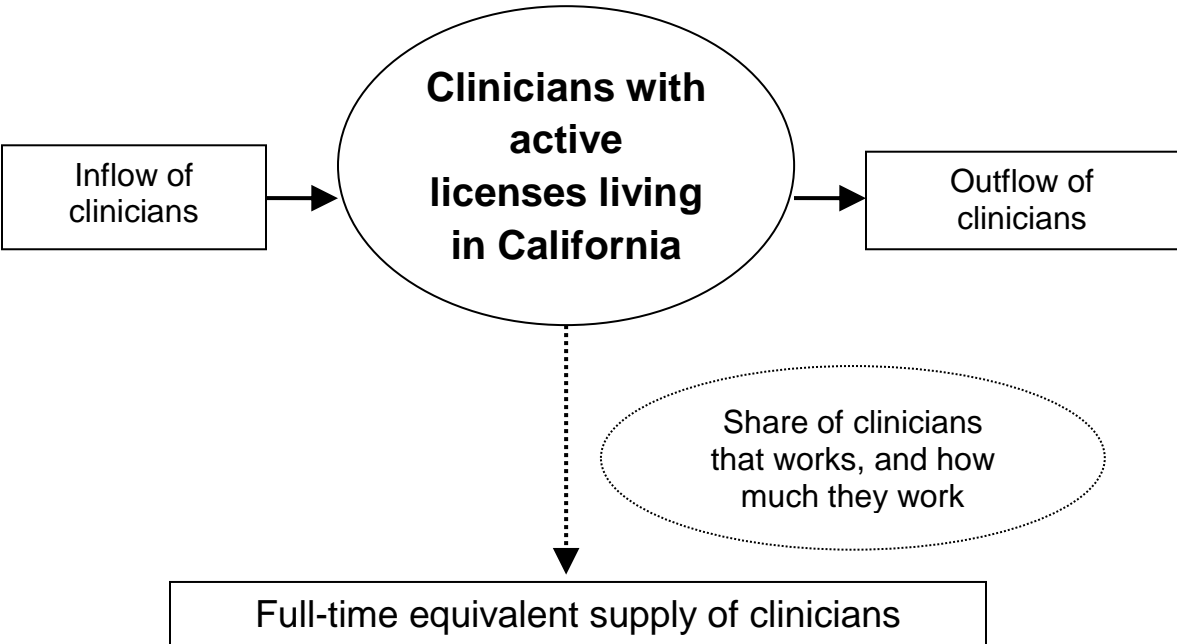 Clinicians with
active
licenses living
in California
Inflow of
clinicians
Outflow of
clinicians
Share of clinicians
that works, and how
much they work
Full-time equivalent supply of clinicians